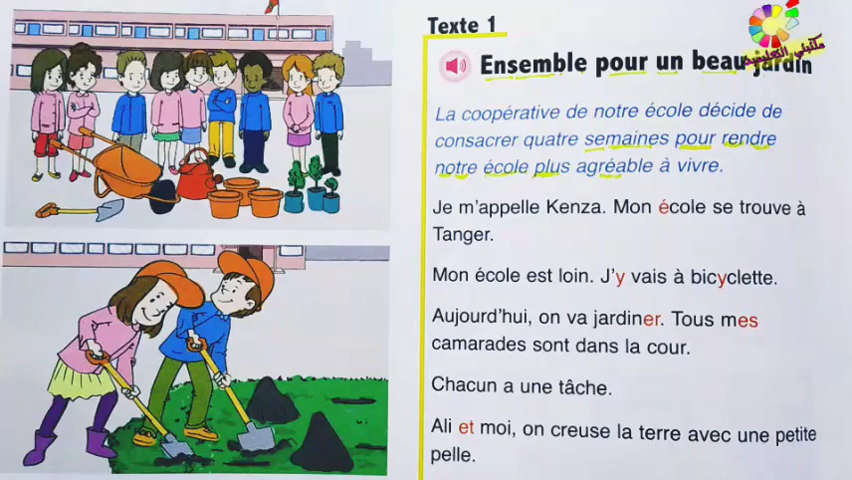 Texte 1
Ensemble pour un beau jardin
مكتبتي التعليمية
La coopérative de notre école décide de
consacrer quatre semaines pour rendre
notre école plus agréable à vivre.
Je m'appelle Kenza. Mon école se trouve à
Tanger.
Mon école est loin. J'y vais à bicyclette.
Aujourd'hui, on va jardiner. Tous mes
camarades sont dans la cour.
Chacun a une tâche.
Ali et moi, on creuse la terre avec une petite
pelle.